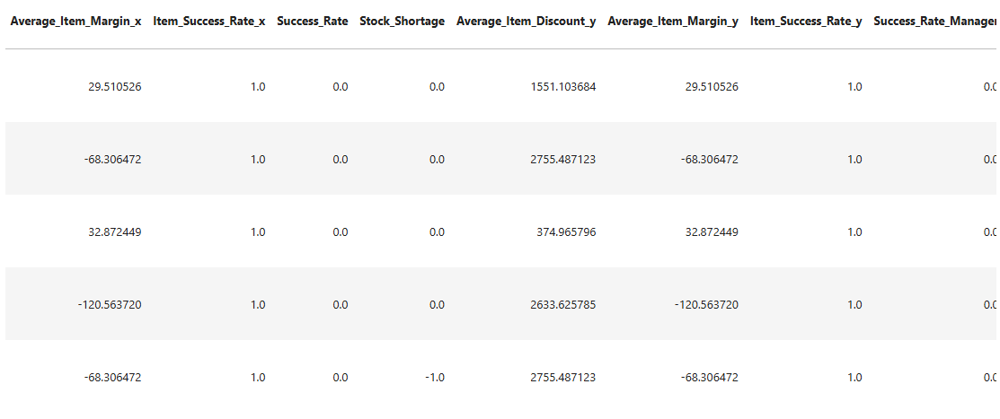 Average_Item_Margin_x Item_Success_Rate_x Success_Rate Stock_Shortage Average_Item_Discount_y Average_Item_Margin_y Item_Success_Rate_y Success_Rate_Manager
29.510526 1.0 0.0 0.0 1551.103684 29.510526 1.0 0.0
-68.306472 1.0 0.0 0.0 2755.487123 -68.306472 1.0 0.0
32.872449 1.0 0.0 0.0 374.965796 32.872449 1.0 0.0
-120.563720 1.0 0.0 0.0 2633.625785 -120.563720 1.0 0.0
-68.306472 1.0 0.0 -1.0 2755.487123 -68.306472 1.0 0.0